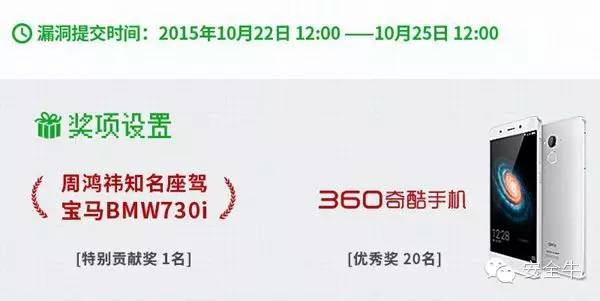 漏洞提交时间：2015年10月22日 12:00 ——10月25日 12:00
奖项设置
周鸿祎知名座驾
宝马BMW730i
[特别贡献奖 1名]
360奇酷手机
[优秀奖 20名]
12:28
安全牛